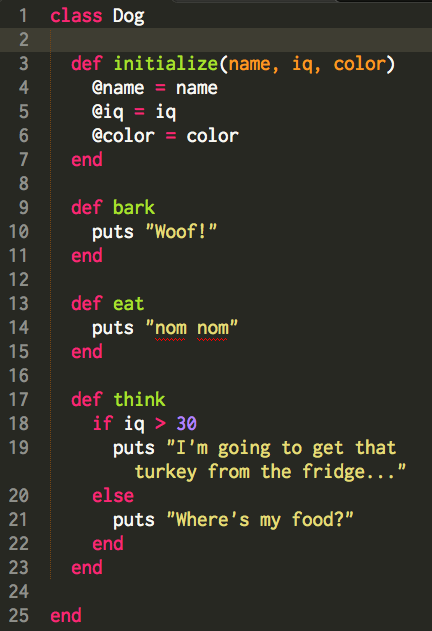 1 class Dog
2
3 def initialize(name, iq, color)
4 @name = name
5 @iq = iq
6 @color = color
7 end
8
9 def bark
10 puts "Woof!"
11 end
12
13 def eat
14 puts "nom nom"
15 end
16
17 def think
18 if iq > 30
19 puts "I'm going to get that
turkey from the fridge..."
20 else
21 puts "Where's my food?"
22 end
23 end
24
25 end